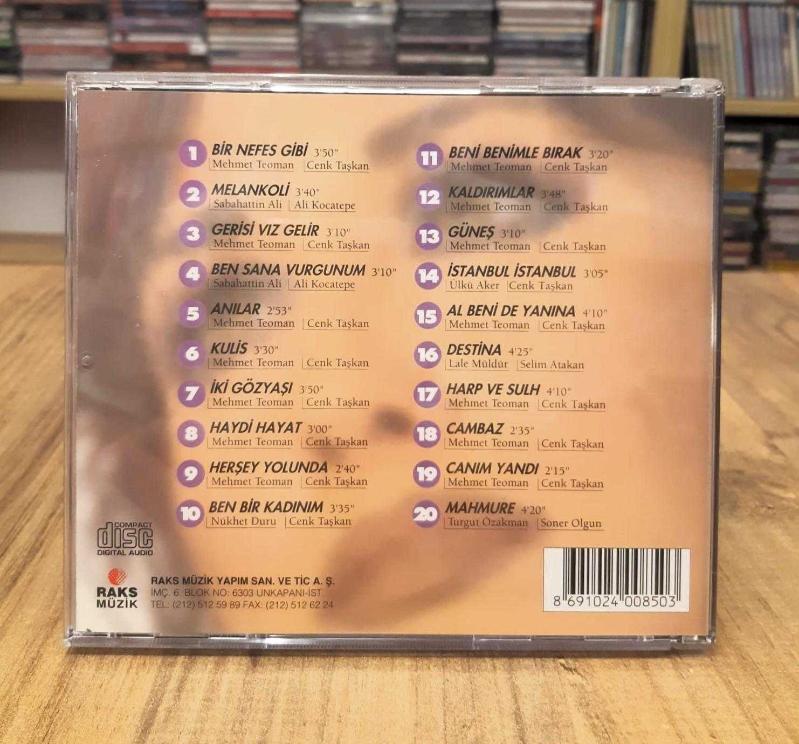 1 BİR NEFES GİBİ 3'50"
Mehmet Teoman Cenk Taşkan
2 MELANKOLİ 3'40"
Sabahattin Ali Ali Kocatepe
3 GERİSİ VIZ GELİR 3'10"
Mehmet Teoman Cenk Taşkan
4 BEN SANA VURGUNUM 3'10"
Sabahattin Ali Ali Kocatepe
5 ANILAR 2'53"
Mehmet Teoman Cenk Taşkan
6 KULİS 3'30"
Mehmet Teoman Cenk Taşkan
7 İKİ GÖZYAŞI 3'50"
Mehmet Teoman Cenk Taşkan
8 HAYDİ HAYAT 3'00"
Mehmet Teoman Cenk Taşkan
9 HERŞEY YOLUNDA 2'40"
Mehmet Teoman Cenk Taşkan
10 BEN BİR KADINIM 3'35"
Nükhet Duru Cenk Taşkan
11 BENİ BENİMLE BIRAK 3'20"
Mehmet Teoman Cenk Taşkan
12 KALDIRIMLAR 3'48"
Mehmet Teoman Cenk Taşkan
13 GÜNEŞ 3'10"
Mehmet Teoman Cenk Taşkan
14 İSTANBUL İSTANBUL 3'05"
Ülkü Aker Cenk Taşkan
15 AL BENİ DE YANINA 4'10"
Mehmet Teoman Cenk Taşkan
16 DESTİNA 4'25"
Lale Müldür Selim Atakan
17 HARP VE SULH 4'10"
Mehmet Teoman Cenk Taşkan
18 CAMBAZ 2'35"
Mehmet Teoman Cenk Taşkan
19 CANIM YANDI 2'15"
Mehmet Teoman Cenk Taşkan
20 MAHMURE 4'20"
Turgut Özakman Soner Olgun
COMPACT
disc
DIGITAL AUDIO
RAKS
MÜZİK
RAKS MÜZİK YAPIM SAN. VE TİC A. Ş.
İMÇ. 6. BLOK NO: 6303 UNKAPANI-İST.
TEL: (212) 512 59 89 FAX: (212) 512 62 24
8 691024 008503